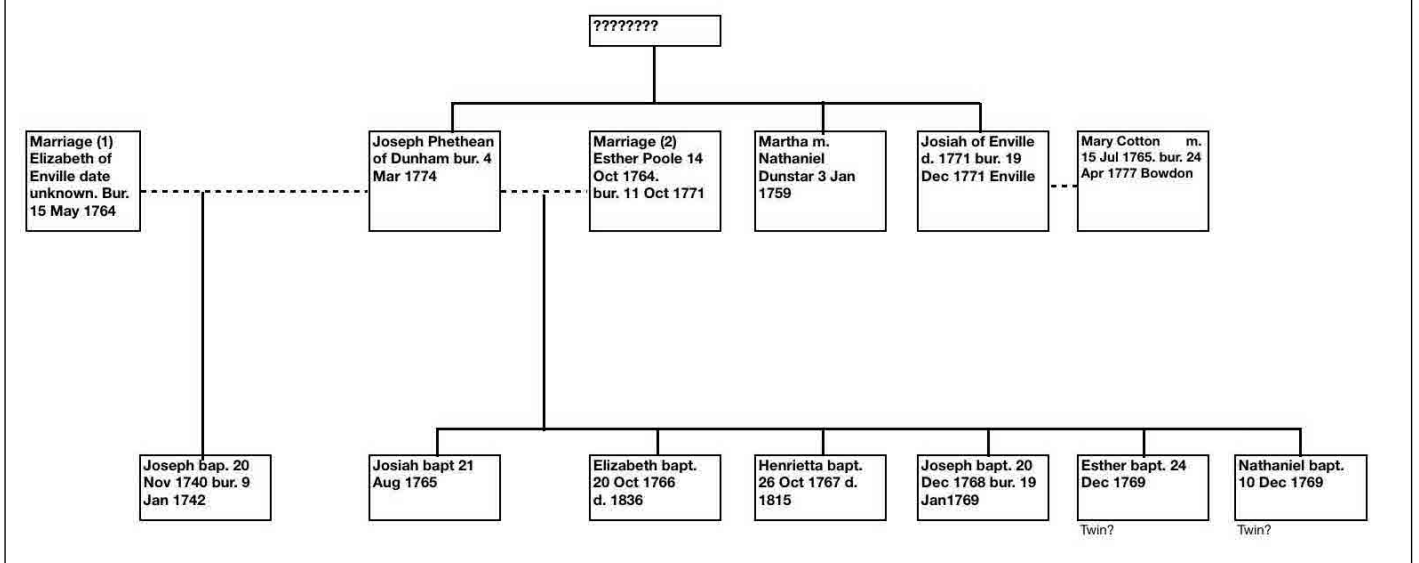 ????????
Marriage (1)
Elizabeth of
Enville date
unknown. Bur.
15 May 1764
Joseph Phethean
of Dunham bur. 4
Mar 1774
Marriage (2)
Esther Poole 14
Oct 1764.
bur. 11 Oct 1771
Martha m.
Nathaniel
Dunstar 3 Jan
1759
Josiah of Enville
d. 1771 bur. 19
Dec 1771 Enville
Mary Cotton m.
15 Jul 1765. bur. 24
Apr 1777 Bowdon
Joseph bap. 20
Nov 1740 bur. 9
Jan 1742
Josiah bapt 21
Aug 1765
Elizabeth bapt.
20 Oct 1766
d. 1836
Henrietta bapt.
26 Oct 1767 d.
1815
Joseph bapt. 20
Dec 1768 bur. 19
Jan1769
Esther bapt. 24
Dec 1769
Twin?
Nathaniel bapt.
10 Dec 1769
Twin?